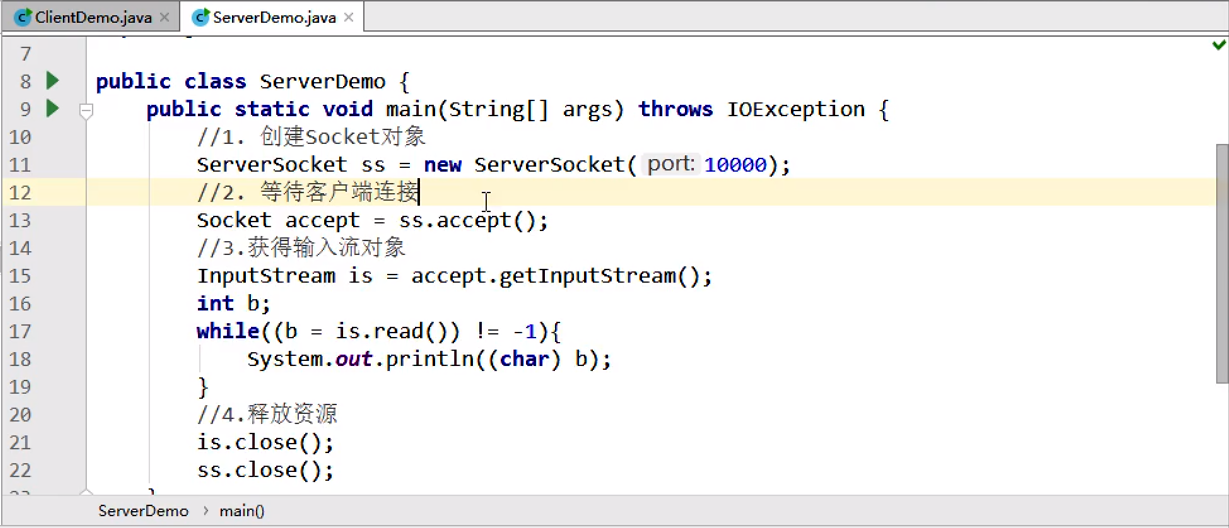 ClientDemo.java
ServerDemo.java
7
8 public class ServerDemo {
9 public static void main(String[] args) throws IOException {
10 //1. 创建Socket对象
11 ServerSocket ss = new ServerSocket( port: 10000);
12 //2. 等待客户端连接
13 Socket accept = ss.accept();
14 //3.获得输入流对象
15 InputStream is = accept.getInputStream();
16 int b;
17 while((b = is.read()) != -1){
18 System.out.println((char) b);
19 }
20 //4.释放资源
21 is.close();
22 ss.close();
ServerDemo › main()